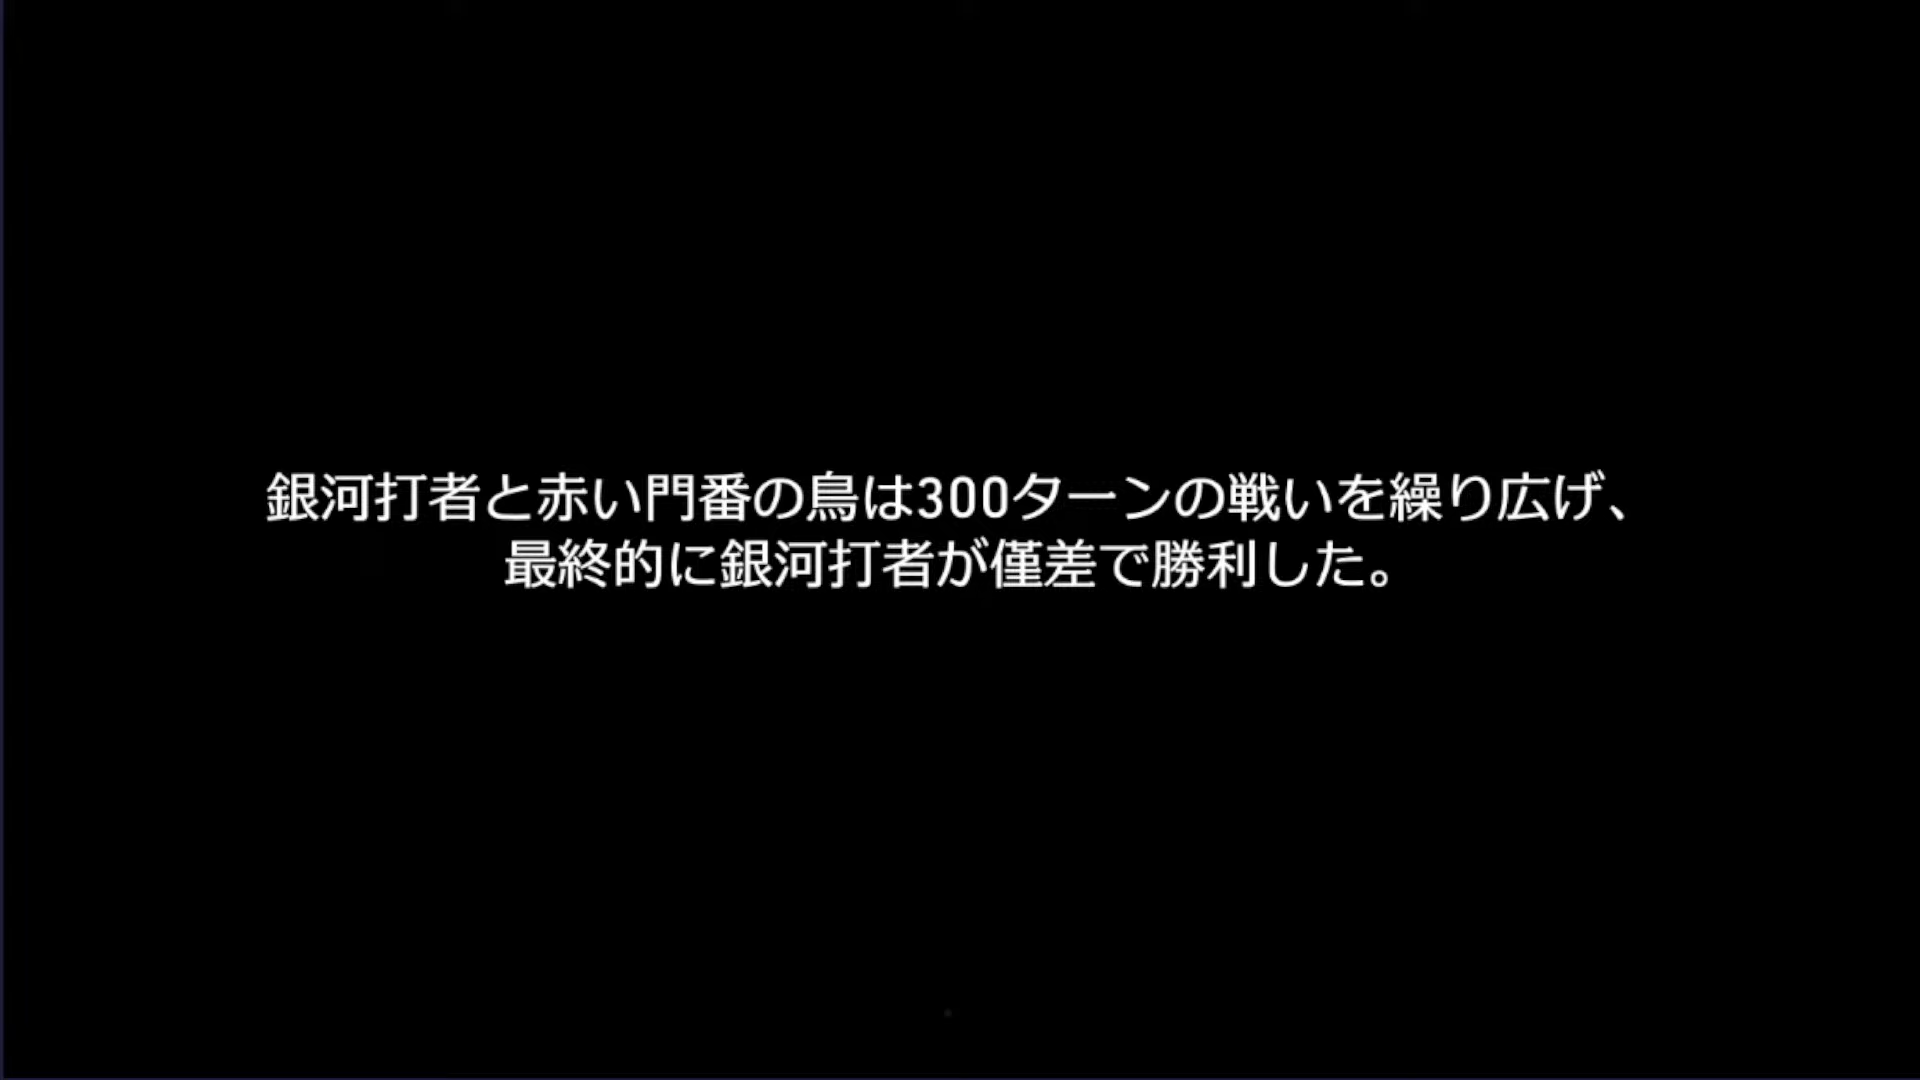 銀河打者と赤い門番の鳥は300ターンの戦いを繰り広げ、
最終的に銀河打者が僅差で勝利した。